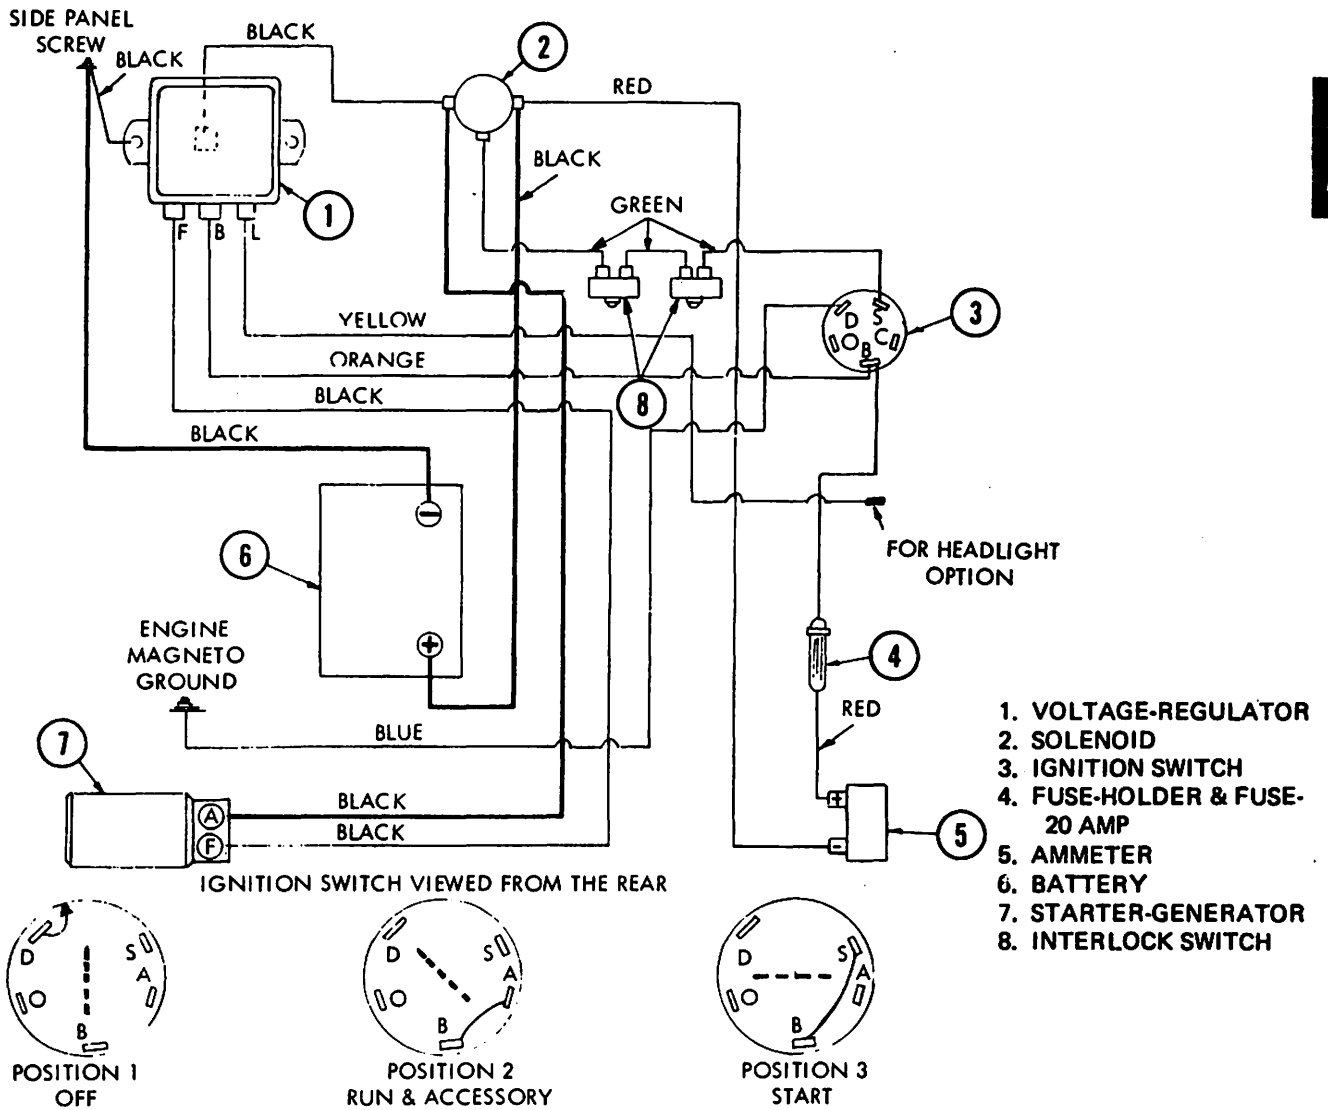 SIDE PANEL
SCREW
BLACK
BLACK
2
RED
BLACK
1
F B L
GREEN
D S
O C
B
3
YELLOW
ORANGE
BLACK
8
BLACK
−
6
+
FOR HEADLIGHT
OPTION
ENGINE
MAGNETO
GROUND
4
RED
BLUE
7
A
F
BLACK
BLACK
+
-
5
1. VOLTAGE-REGULATOR
2. SOLENOID
3. IGNITION SWITCH
4. FUSE-HOLDER & FUSE-
20 AMP
5. AMMETER
6. BATTERY
7. STARTER-GENERATOR
8. INTERLOCK SWITCH
IGNITION SWITCH VIEWED FROM THE REAR
D S
A
O
B
POSITION 1
OFF
D S
A
O
B
POSITION 2
RUN & ACCESSORY
D S
A
O
B
POSITION 3
START